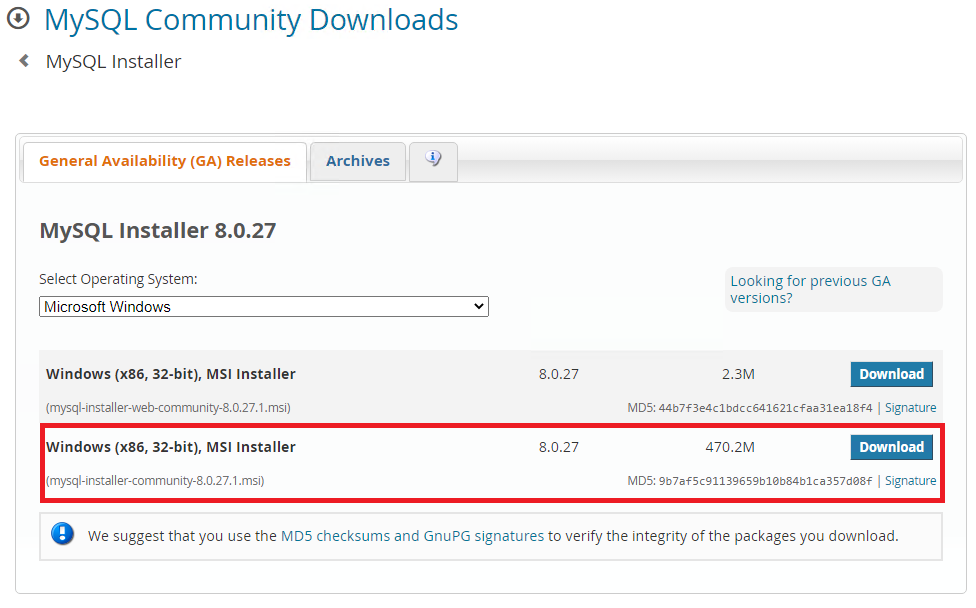 MySQL Community Downloads
MySQL Installer
General Availability (GA) Releases
Archives
MySQL Installer 8.0.27
Select Operating System:
Looking for previous GA
versions?
Microsoft Windows
Windows (x86, 32-bit), MSI Installer 8.0.27 2.3M Download
(mysql-installer-web-community-8.0.27.1.msi) MD5: 44b7f3e4c1bdcc641621cfaa31ea18f4 | Signature
Windows (x86, 32-bit), MSI Installer 8.0.27 470.2M Download
(mysql-installer-community-8.0.27.1.msi) MD5: 9b7af5c91139659b10b84b1ca357d08f | Signature
We suggest that you use the MD5 checksums and GnuPG signatures to verify the integrity of the packages you download.